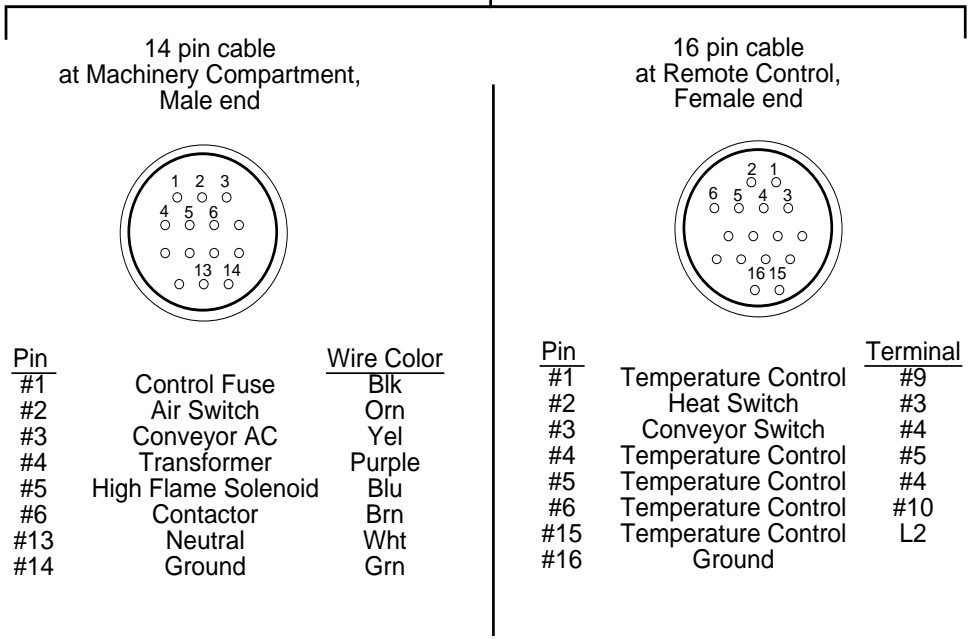 14 pin cable
at Machinery Compartment,
Male end
1 2 3
4 5 6
13 14
Pin Wire Color
#1 Control Fuse Blk
#2 Air Switch Orn
#3 Conveyor AC Yel
#4 Transformer Purple
#5 High Flame Solenoid Blu
#6 Contactor Brn
#13 Neutral Wht
#14 Ground Grn
16 pin cable
at Remote Control,
Female end
2 1
6 5 4 3
16 15
Pin Terminal
#1 Temperature Control #9
#2 Heat Switch #3
#3 Conveyor Switch #4
#4 Temperature Control #5
#5 Temperature Control #4
#6 Temperature Control #10
#15 Temperature Control L2
#16 Ground